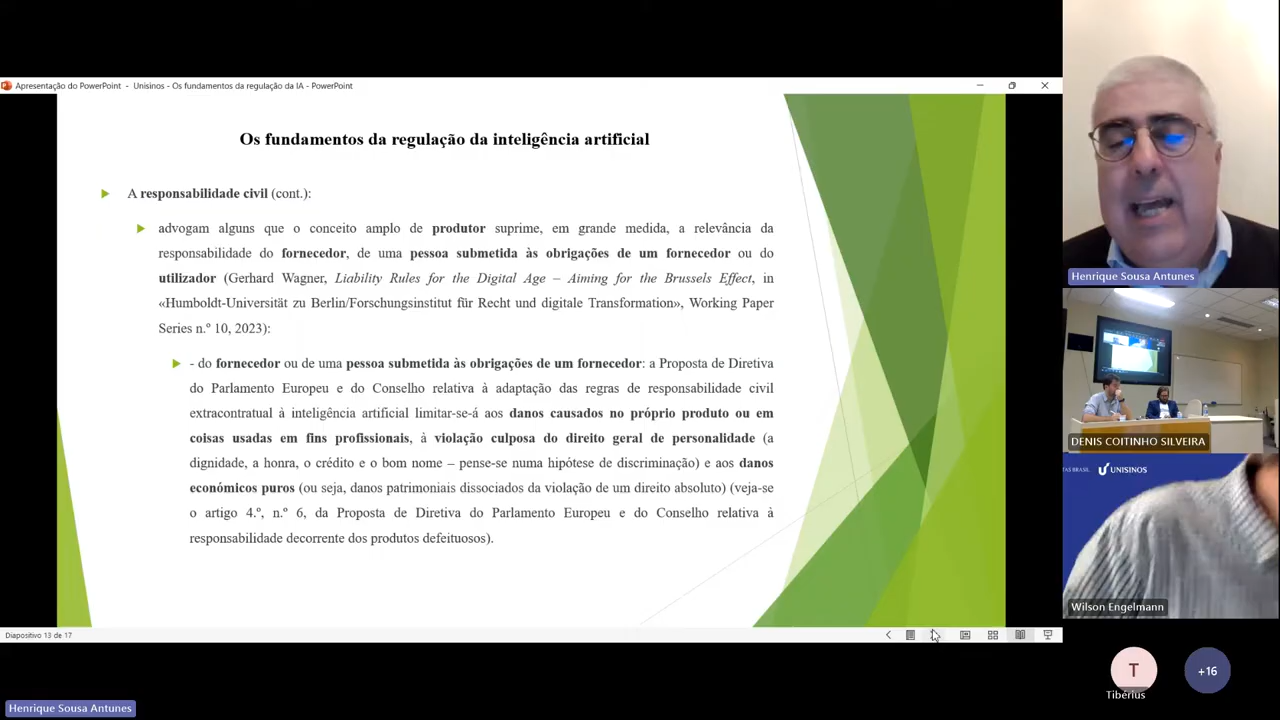 Apresentação do PowerPoint - Unisinos - Os fundamentos da regulação da IA - PowerPoint
Os fundamentos da regulação da inteligência artificial
A responsabilidade civil (cont.):
advogam alguns que o conceito amplo de produtor suprime, em grande medida, a relevância da
responsabilidade do fornecedor, de uma pessoa submetida às obrigações de um fornecedor ou do
utilizador (Gerhard Wagner, Liability Rules for the Digital Age – Aiming for the Brussels Effect, in
«Humboldt-Universität zu Berlin/Forschungsinstitut für Recht und digitale Transformation», Working Paper
Series n.º 10, 2023):
- do fornecedor ou de uma pessoa submetida às obrigações de um fornecedor: a Proposta de Diretiva
do Parlamento Europeu e do Conselho relativa à adaptação das regras de responsabilidade civil
extracontratual à inteligência artificial limitar-se-á aos danos causados no próprio produto ou em
coisas usadas em fins profissionais, à violação culposa do direito geral de personalidade (a
dignidade, a honra, o crédito e o bom nome – pense-se numa hipótese de discriminação) e aos danos
económicos puros (ou seja, danos patrimoniais dissociados da violação de um direito absoluto) (veja-se
o artigo 4.º, n.º 6, da Proposta de Diretiva do Parlamento Europeu e do Conselho relativa à
responsabilidade decorrente dos produtos defeituosos).
Diapositivo 13 de 17
Henrique Sousa Antunes
Henrique Sousa Antunes
DENIS COITINHO SILVEIRA
TAS BRASIL
UNISINOS
Wilson Engelmann
T
Tibérius
+16